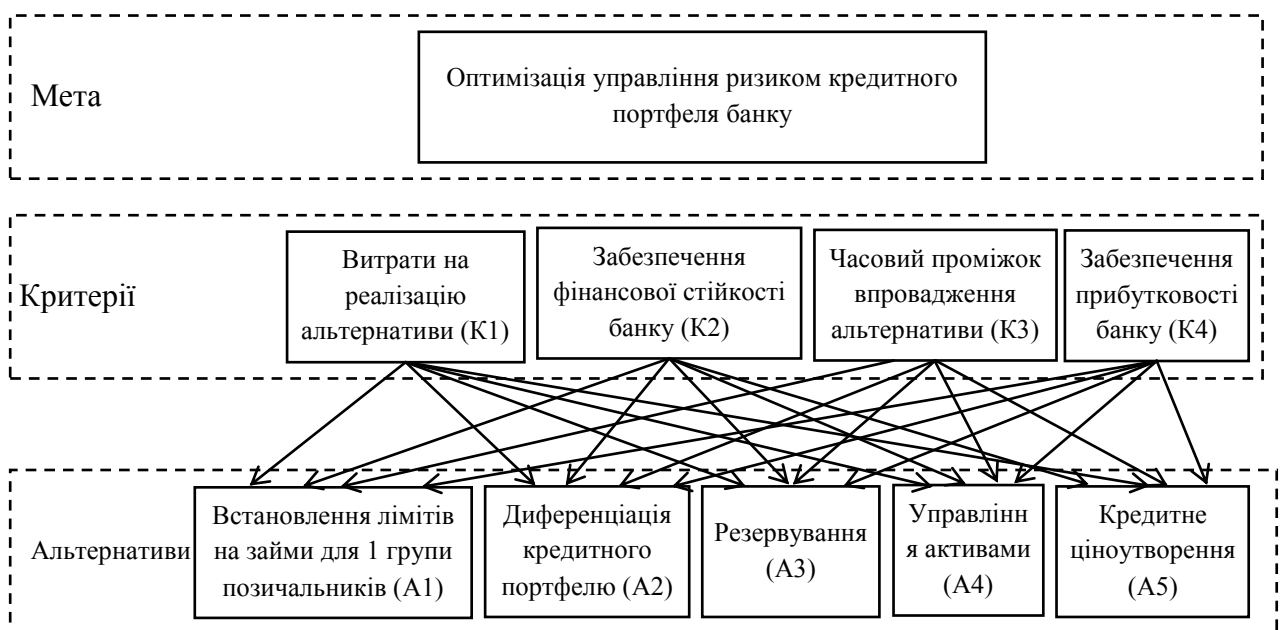 Мета
Оптимізація управління ризиком кредитного
портфеля банку
Критерії
Витрати на
реалізацію
альтернативи (К1)
Забезпечення
фінансової стійкості
банку (К2)
Часовий проміжок
впровадження
альтернативи (К3)
Забезпечення
прибутковості
банку (К4)
Альтернативи
Встановлення лімітів
на займи для 1 групи
позичальників (А1)
Диференціація
кредитного
портфелю (А2)
Резервування
(А3)
Управлінн
я активами
(А4)
Кредитне
ціноутворення
(А5)